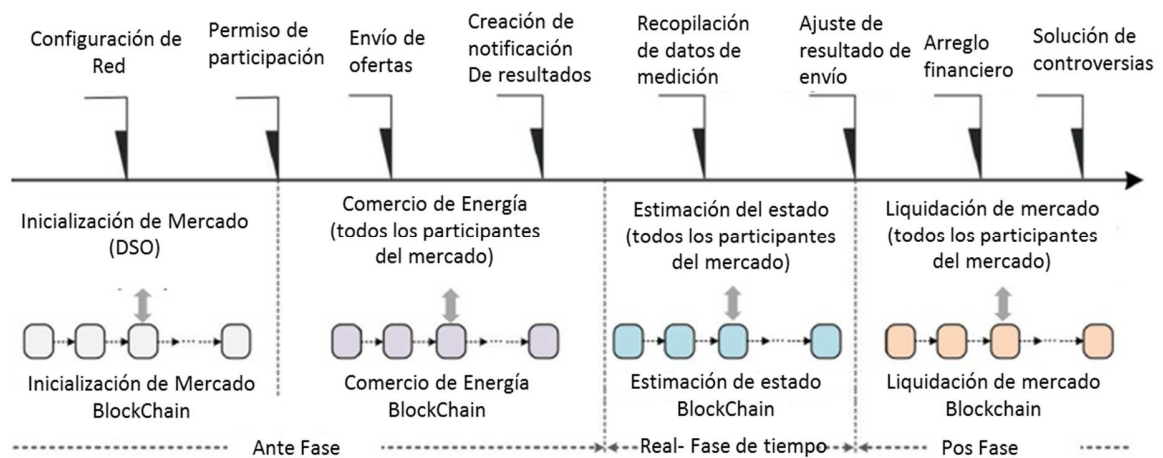 Configuración de
Red
Permiso de
participación
Envío de
ofertas
Creación de
notificación
De resultados
Recopilación
de datos de
medición
Ajuste de
resultado de
envío
Arreglo
financiero
Solución de
controversias
Inicialización de Mercado
(DSO)
Comercio de Energía
(todos los participantes
del mercado)
Estimación del estado
(todos los participantes
del mercado)
Liquidación de mercado
(todos los participantes
del mercado)
Inicialización de Mercado
BlockChain
Comercio de Energía
BlockChain
Estimación de estado
BlockChain
Liquidación de mercado
Blockchain
Ante Fase
Real- Fase de tiempo
Pos Fase